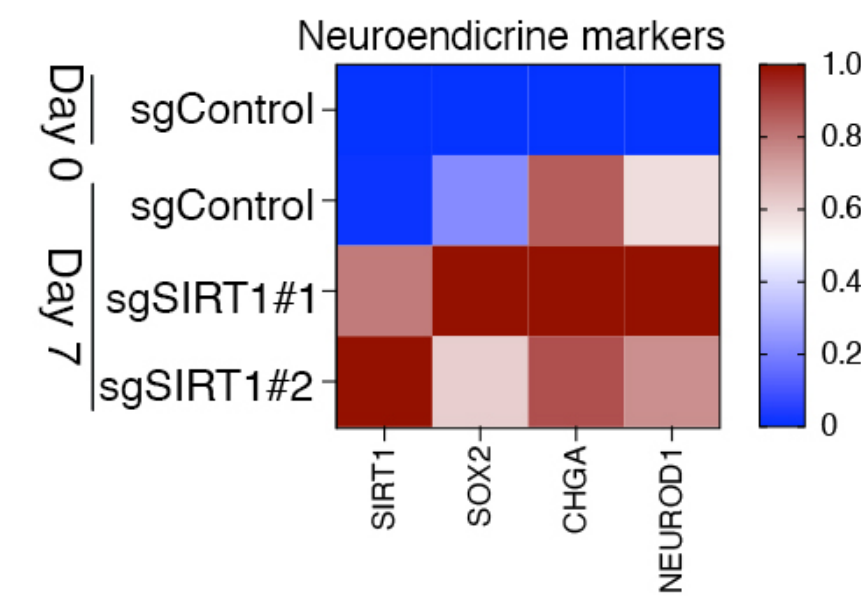 Neuroendicrine markers
Day 0
sgControl
Day 7
sgControl
sgSIRT1#1
sgSIRT1#2
SIRT1
SOX2
CHGA
NEUROD1
1.0
0.8
0.6
0.4
0.2
0